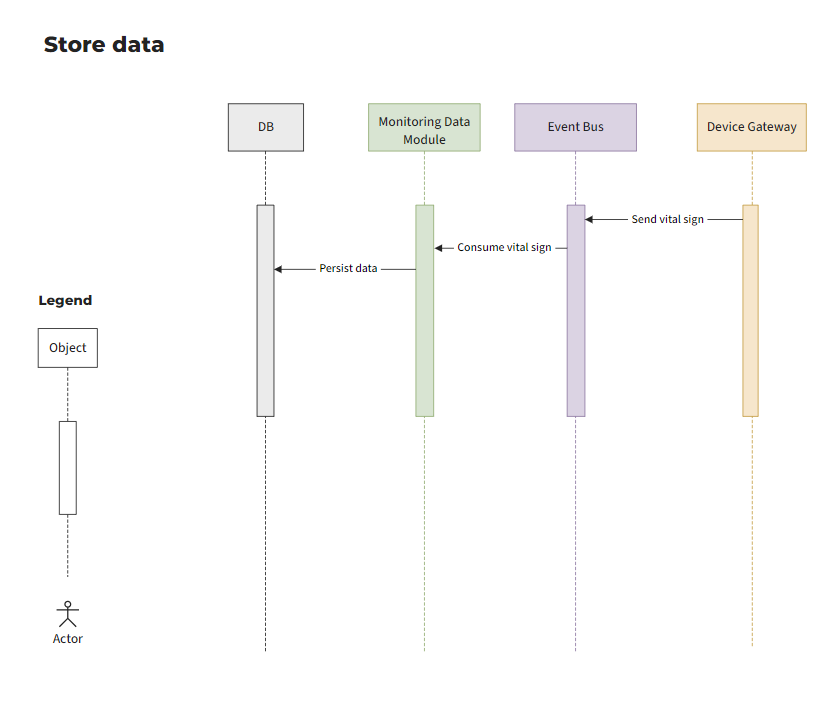 Store data
DB
Monitoring Data
Module
Event Bus
Device Gateway
Send vital sign
Consume vital sign
Persist data
Legend
Object
Actor